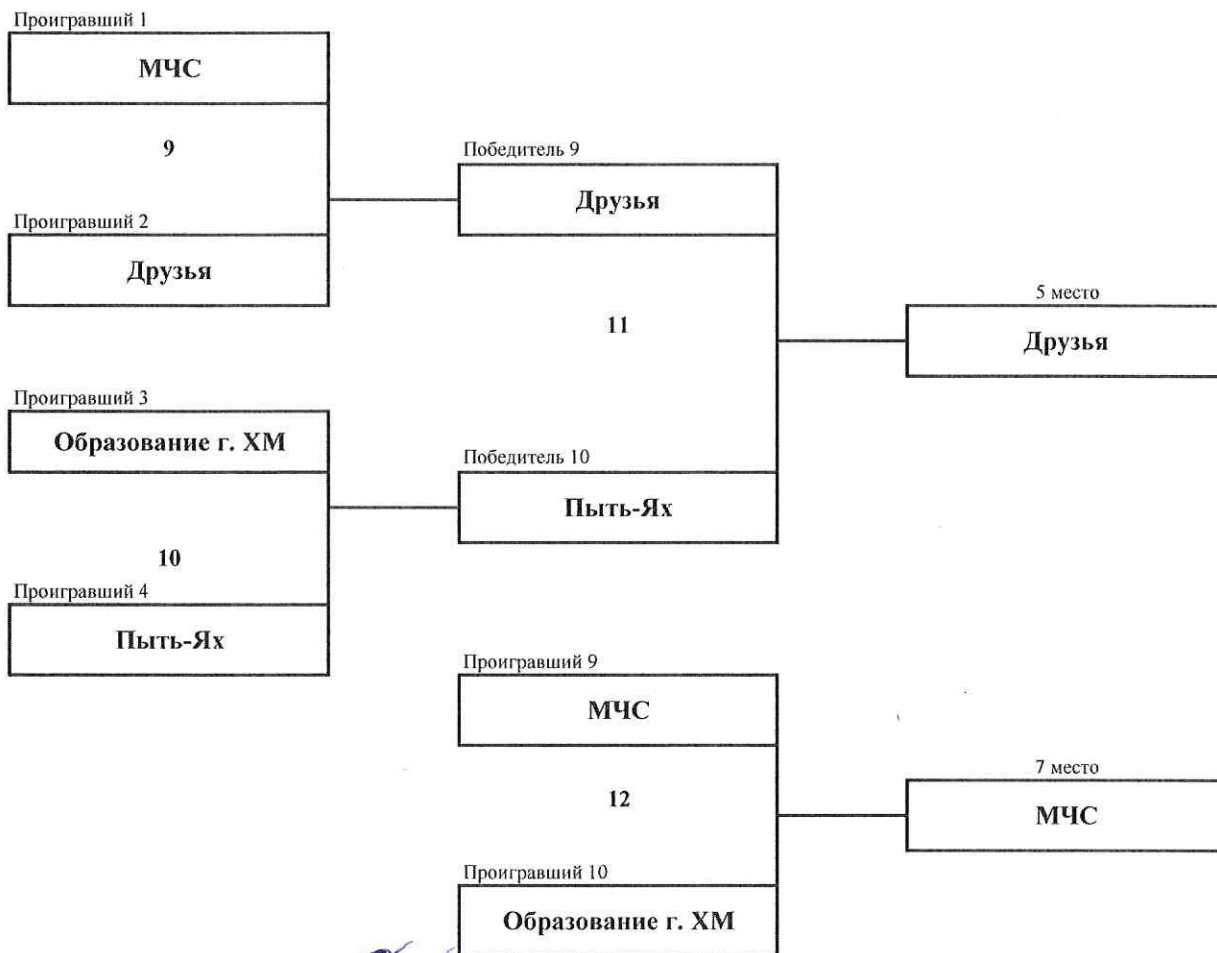 Проигравший 1
МЧС
9
Проигравший 2
Друзья
Победитель 9
Друзья
11
5 место
Друзья
Проигравший 3
Образование г. ХМ
10
Проигравший 4
Пыть-Ях
Победитель 10
Пыть-Ях
Проигравший 9
МЧС
12
Проигравший 10
Образование г. ХМ
7 место
МЧС